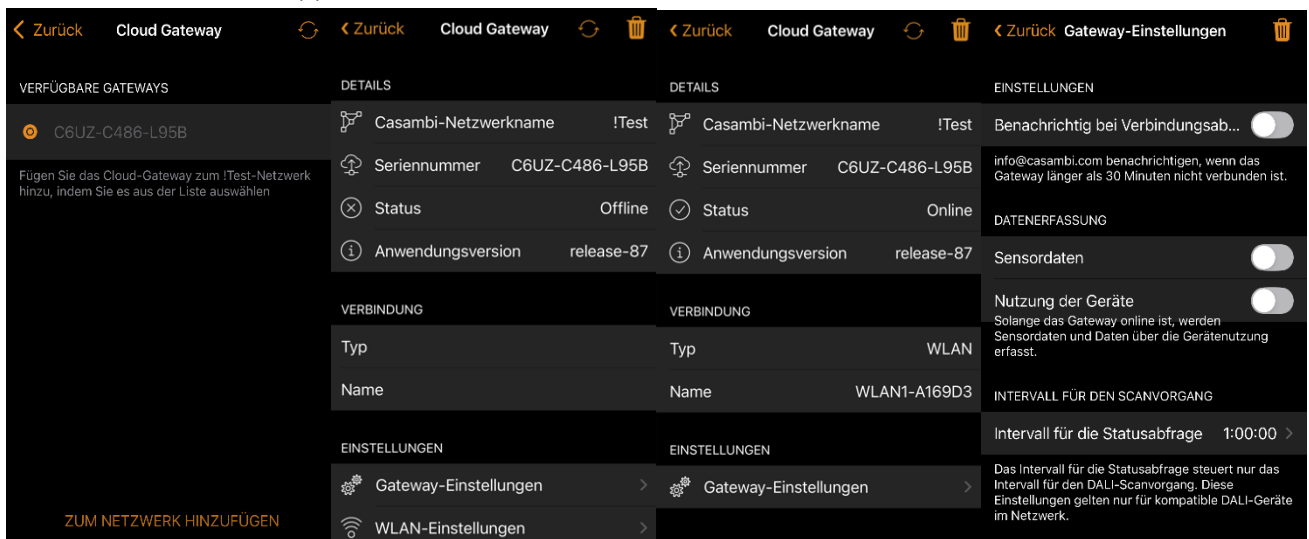 Zurück Cloud Gateway
VERFÜGBARE GATEWAYS
C6UZ-C486-L95B
Fügen Sie das Cloud-Gateway zum !Test-Netzwerk
hinzu, indem Sie es aus der Liste auswählen
ZUM NETZWERK HINZUFÜGEN
Zurück Cloud Gateway
DETAILS
Casambi-Netzwerkname !Test
Seriennummer C6UZ-C486-L95B
Status Offline
Anwendungsversion release-87
VERBINDUNG
Typ
Name
EINSTELLUNGEN
Gateway-Einstellungen
WLAN-Einstellungen
Zurück Cloud Gateway
DETAILS
Casambi-Netzwerkname !Test
Seriennummer C6UZ-C486-L95B
Status Online
Anwendungsversion release-87
VERBINDUNG
Typ WLAN
Name WLAN1-A169D3
EINSTELLUNGEN
Gateway-Einstellungen
Zurück Gateway-Einstellungen
EINSTELLUNGEN
Benachrichtig bei Verbindungsab...
info@casambi.com benachrichtigen, wenn das
Gateway länger als 30 Minuten nicht verbunden ist.
DATENERFASSUNG
Sensordaten
Nutzung der Geräte
Solange das Gateway online ist, werden
Sensordaten und Daten über die Gerätenutzung
erfasst.
INTERVALL FÜR DEN SCANVORGANG
Intervall für die Statusabfrage 1:00:00
Das Intervall für die Statusabfrage steuert nur das
Intervall für den DALI-Scanvorgang. Diese
Einstellungen gelten nur für kompatible DALI-Geräte
im Netzwerk.